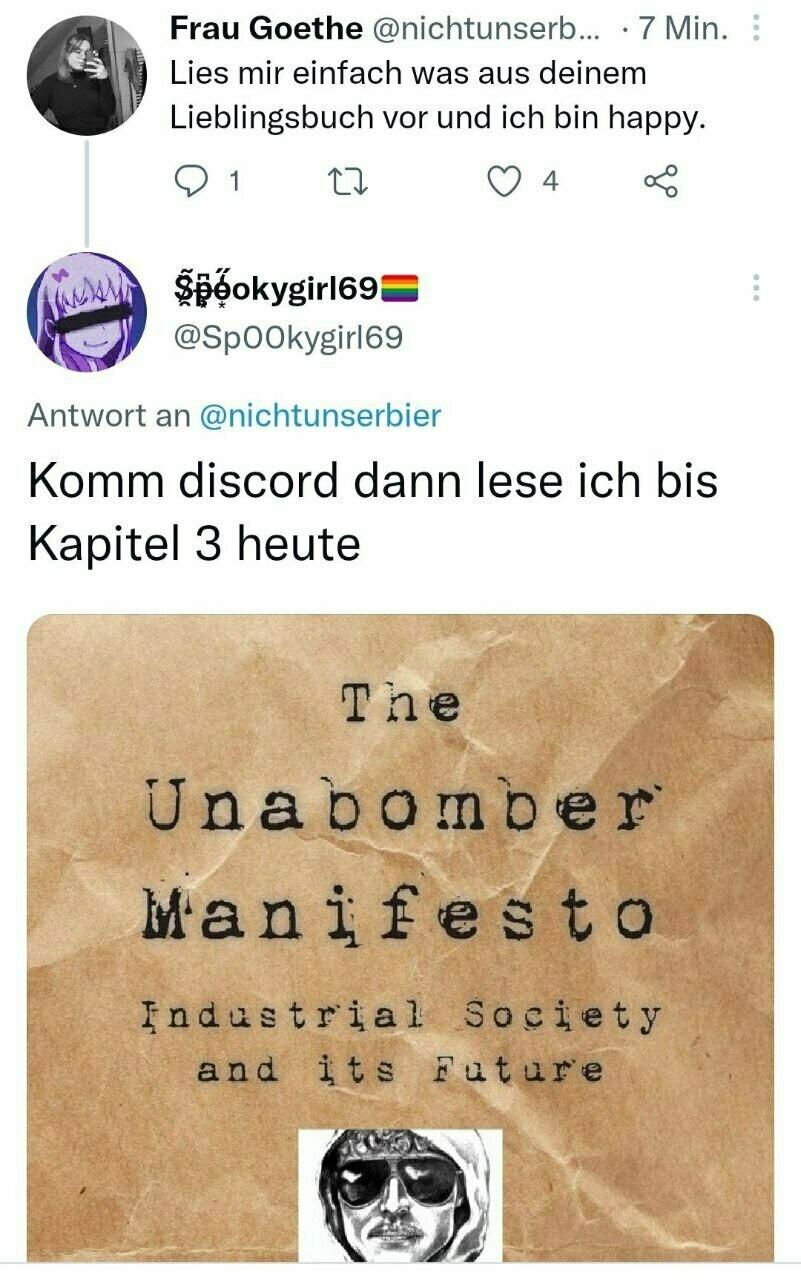 Frau Goethe @nichtunserb... · 7 Min.
Lies mir einfach was aus deinem
Lieblingsbuch vor und ich bin happy.
1 4
Spookygirl69🏳️‍🌈
@Sp00kygirl69
Antwort an @nichtunserbier
Komm discord dann lese ich bis
Kapitel 3 heute
The
Unabomber
Manifesto
Industrial Society
and its Future